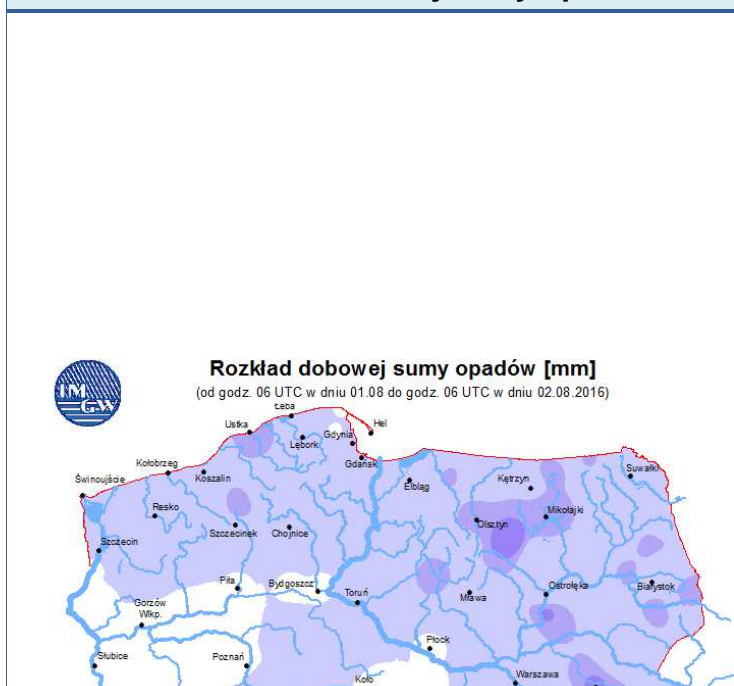 Rozkład dobowej sumy opadów [mm]
(od godz. 06 UTC w dniu 01.08 do godz. 06 UTC w dniu 02.08.2016)
IM
GW
Łeba
Ustka
Hel
Lębork
Gdynia
Gdańsk
Kołobrzeg
Koszalin
Świnoujście
Elbląg
Kętrzyn
Suwałki
Resko
Szczecinek
Chojnice
Olsztyn
Mikołajki
Szczecin
Piła
Bydgoszcz
Toruń
Mława
Ostrołęka
Białystok
Gorzów
Wlkp.
Płock
Słubice
Poznań
Koło
Warszawa